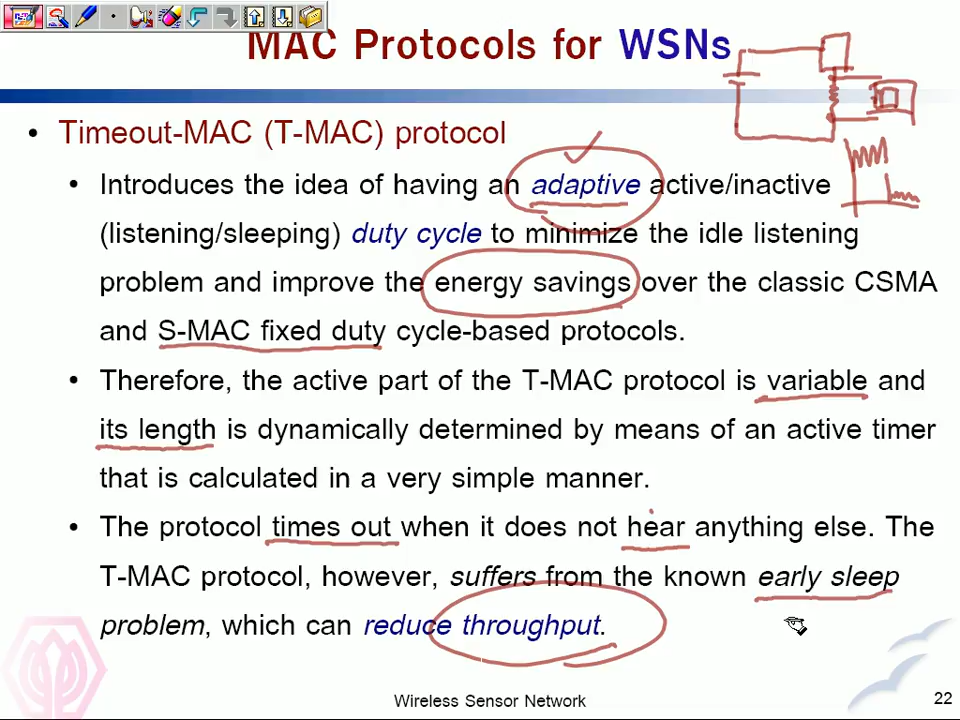 MAC Protocols for WSNs
• Timeout-MAC (T-MAC) protocol
• Introduces the idea of having an adaptive active/inactive
(listening/sleeping) duty cycle to minimize the idle listening
problem and improve the energy savings over the classic CSMA
and S-MAC fixed duty cycle-based protocols.
• Therefore, the active part of the T-MAC protocol is variable and
its length is dynamically determined by means of an active timer
that is calculated in a very simple manner.
• The protocol times out when it does not hear anything else. The
T-MAC protocol, however, suffers from the known early sleep
problem, which can reduce throughput.
Wireless Sensor Network
22